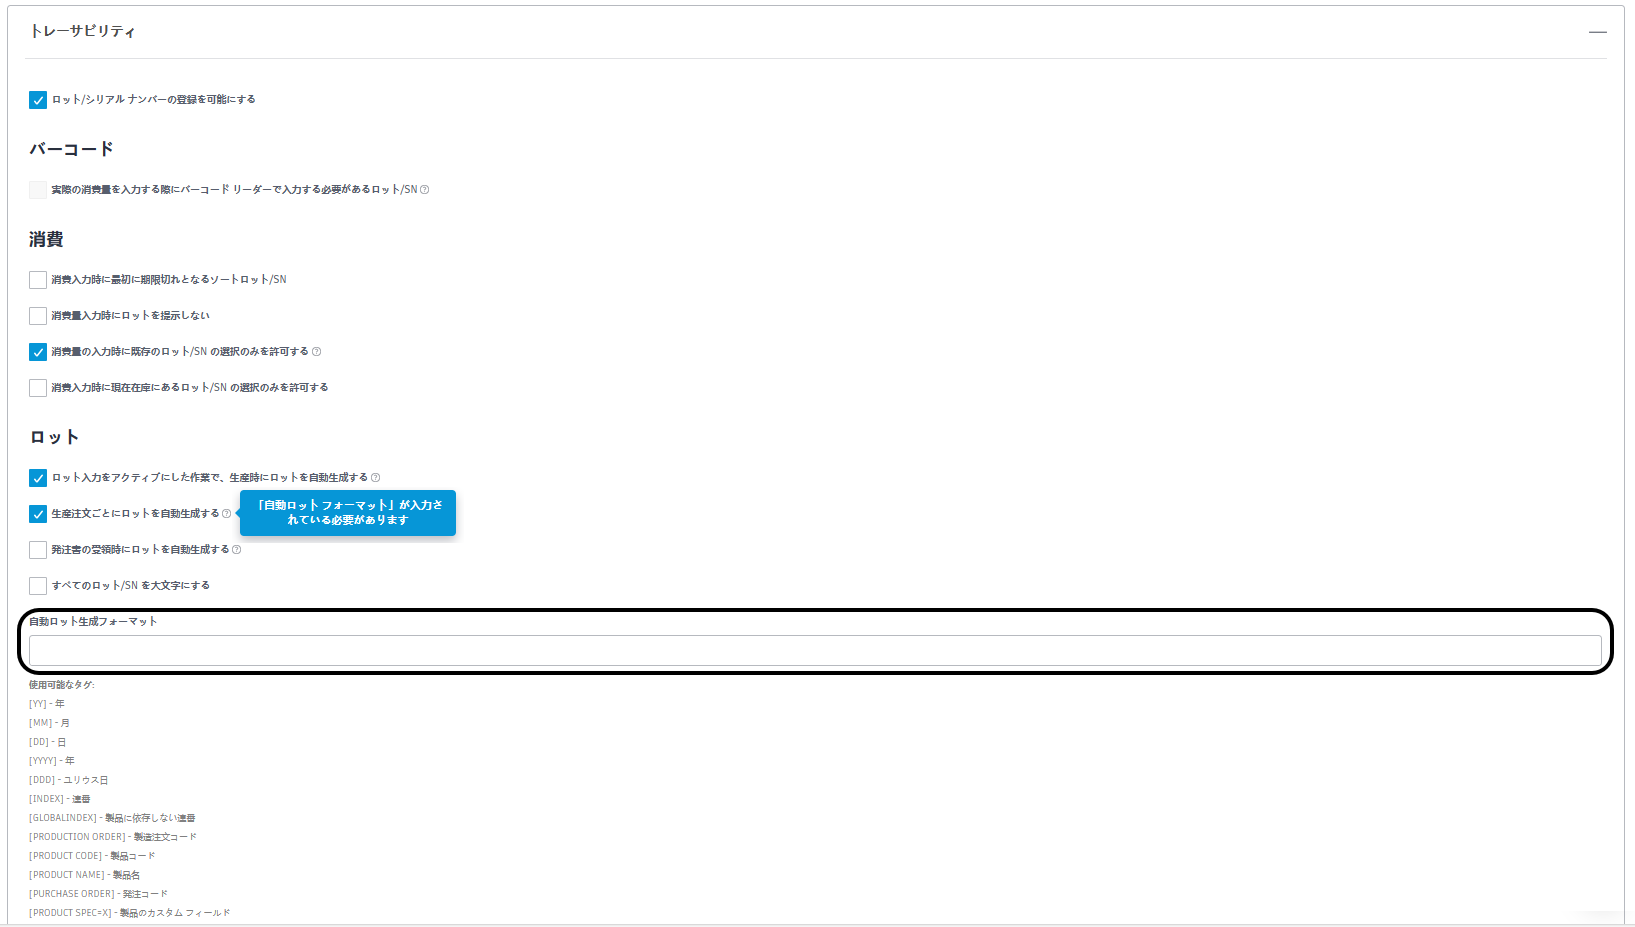 トレーサビリティ
ロット/シリアル ナンバーの登録を可能にする
バーコード
実際の消費量を入力する際にバーコード リーダーで入力する必要があるロット/SN
消費
消費入力時に最初に期限切れとなるソートロット/SN
消費量入力時にロットを提示しない
消費量の入力時に既存のロット/SN の選択のみを許可する
消費入力時に現在在庫にあるロット/SN の選択のみを許可する
ロット
ロット入力をアクティブにした作業で、生産時にロットを自動生成する
生産注文ごとにロットを自動生成する
「自動ロット フォーマット」が入力さ
れている必要があります
発注書の受領時にロットを自動生成する
すべてのロット/SN を大文字にする
自動ロット生成フォーマット
使用可能なタグ:
[YY] - 年
[MM] - 月
[DD] - 日
[YYYY] - 年
[DDD] - ユリウス日
[INDEX] - 連番
[GLOBALINDEX] - 製品に依存しない連番
[PRODUCTION ORDER] - 製造注文コード
[PRODUCT CODE] - 製品コード
[PRODUCT NAME] - 製品名
[PURCHASE ORDER] - 発注コード
[PRODUCT SPEC=X] - 製品のカスタム フィールド